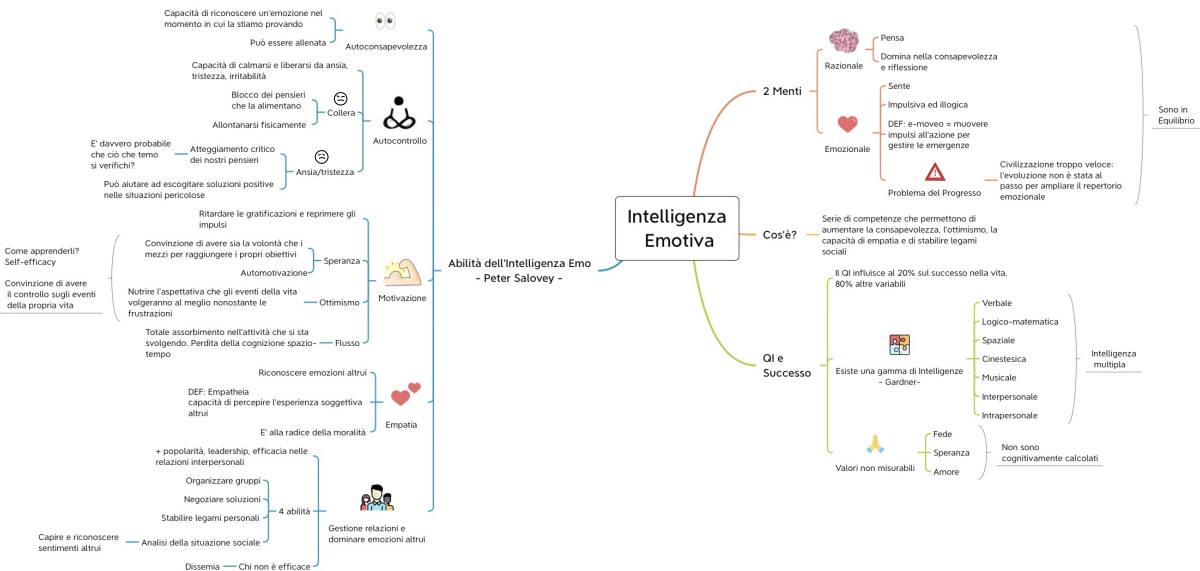 Intelligenza
Emotiva
2 Menti
Razionale
Pensa
Domina nella consapevolezza
e riflessione
Emozionale
Sente
Impulsiva ed illogica
DEF: e-moveo = muovere
impulsi all'azione per
gestire le emergenze
Problema del Progresso
Civilizzazione troppo veloce:
l'evoluzione non è stata al
passo per ampliare il repertorio
emozionale
Sono in
Equilibrio
Cos'è?
Serie di competenze che permettono di
aumentare la consapevolezza, l'ottimismo, la
capacità di empatia e di stabilire legami
sociali
QI e
Successo
Il QI influisce al 20% sul successo nella vita,
80% altre variabili
Esiste una gamma di Intelligenze
- Gardner-
Verbale
Logico-matematica
Spaziale
Cinestesica
Musicale
Interpersonale
Intrapersonale
Intelligenza
multipla
Valori non misurabili
Fede
Speranza
Amore
Non sono
cognitivamente calcolati
Abilità dell'Intelligenza Emo
- Peter Salovey -
Autoconsapevolezza
Capacità di riconoscere un'emozione nel
momento in cui la stiamo provando
Può essere allenata
Autocontrollo
Capacità di calmarsi e liberarsi da ansia,
tristezza, irritabilità
Collera
Blocco dei pensieri
che la alimentano
Allontanarsi fisicamente
Ansia/tristezza
Atteggiamento critico
dei nostri pensieri
E' davvero probabile
che ciò che temo
si verifichi?
Può aiutare ad escogitare soluzioni positive
nelle situazioni pericolose
Motivazione
Ritardare le gratificazioni e reprimere gli
impulsi
Speranza
Convinzione di avere sia la volontà che i
mezzi per raggiungere i propri obiettivi
Automotivazione
Ottimismo
Nutrire l'aspettativa che gli eventi della vita
volgeranno al meglio nonostante le
frustrazioni
Flusso
Totale assorbimento nell'attività che si sta
svolgendo. Perdita della cognizione spazio-
tempo
Come apprenderli?
Self-efficacy
Convinzione di avere
il controllo sugli eventi
della propria vita
Empatia
Riconoscere emozioni altrui
DEF: Empatheia
capacità di percepire l'esperienza soggettiva
altrui
E' alla radice della moralità
Gestione relazioni e
dominare emozioni altrui
+ popolarità, leadership, efficacia nelle
relazioni interpersonali
4 abilità
Organizzare gruppi
Negoziare soluzioni
Stabilire legami personali
Analisi della situazione sociale
Capire e riconoscere
sentimenti altrui
Chi non è efficace
Dissemia